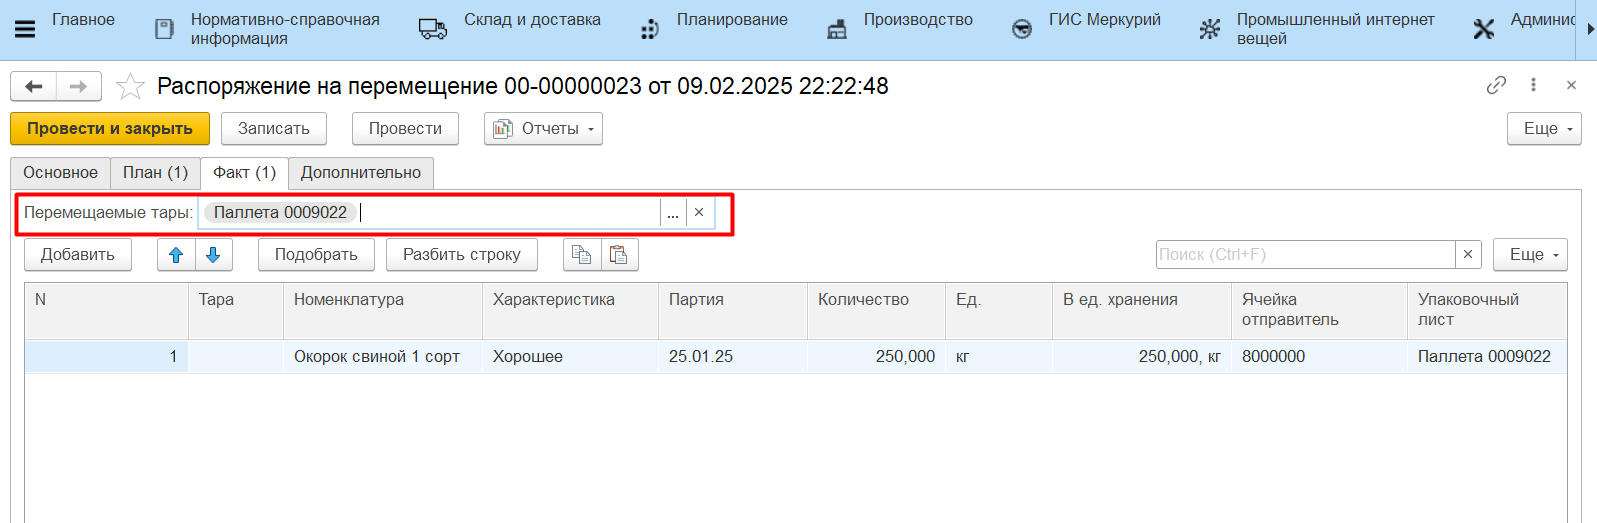 Главное
Нормативно-справочная
информация
Склад и доставка
Планирование
Производство
ГИС Меркурий
Промышленный интернет
вещей
Админис
Распоряжение на перемещение 00-00000023 от 09.02.2025 22:22:48
Провести и закрыть
Записать
Провести
Отчеты
Еще
Основное
План (1)
Факт (1)
Дополнительно
Перемещаемые тары: Паллета 0009022 ... ×
Добавить
Подобрать
Разбить строку
Поиск (Ctrl+F) ×
Еще
N Тара Номенклатура Характеристика Партия Количество Ед. В ед. хранения Ячейка Упаковочный
отправитель лист
1 Окорок свиной 1 сорт Хорошее 25.01.25 250,000 кг 250,000, кг 8000000 Паллета 0009022